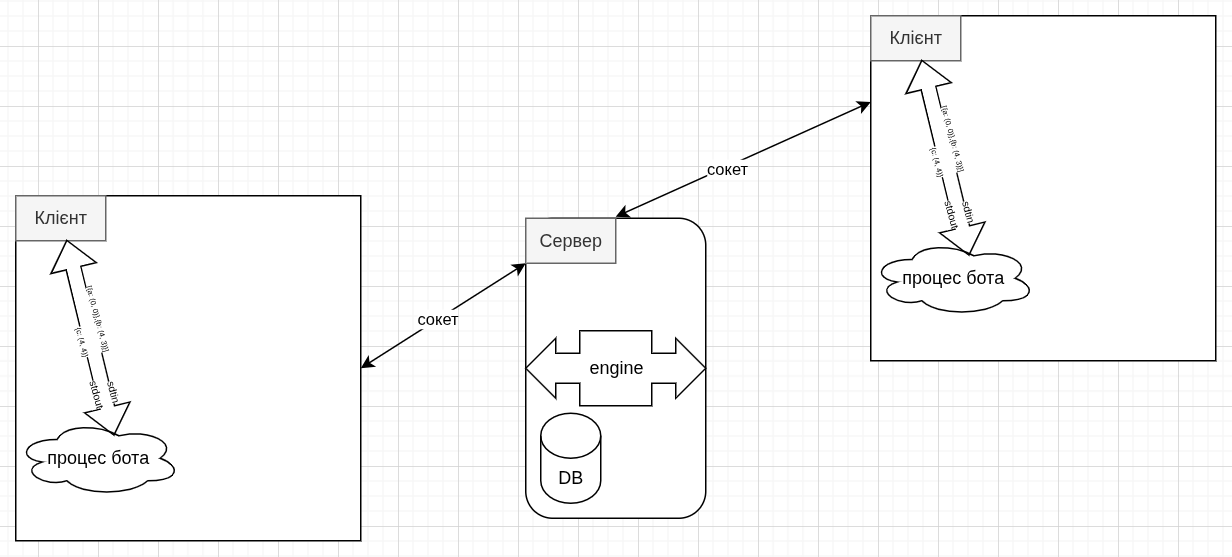 Клієнт
[{a: (0, 0)},{b: (4, 3)}]
{c: (4, 4)}
stdout
sdtin
процес бота
сокет
Сервер
engine
DB
сокет
Клієнт
[{a: (0, 0)},{b: (4, 3)}]
{c: (4, 4)}
stdout
sdtin
процес бота